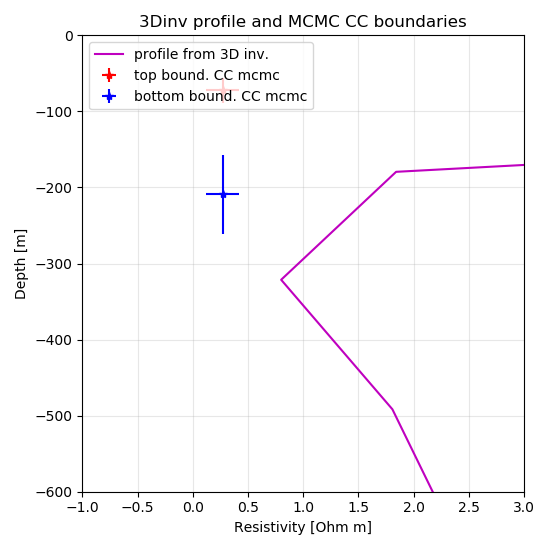 3Dinv profile and MCMC CC boundaries
profile from 3D inv.
top bound. CC mcmc
bottom bound. CC mcmc
0
−100
−200
−300
−400
−500
−600
Depth [m]
−1.0 −0.5 0.0 0.5 1.0 1.5 2.0 2.5 3.0
Resistivity [Ohm m]